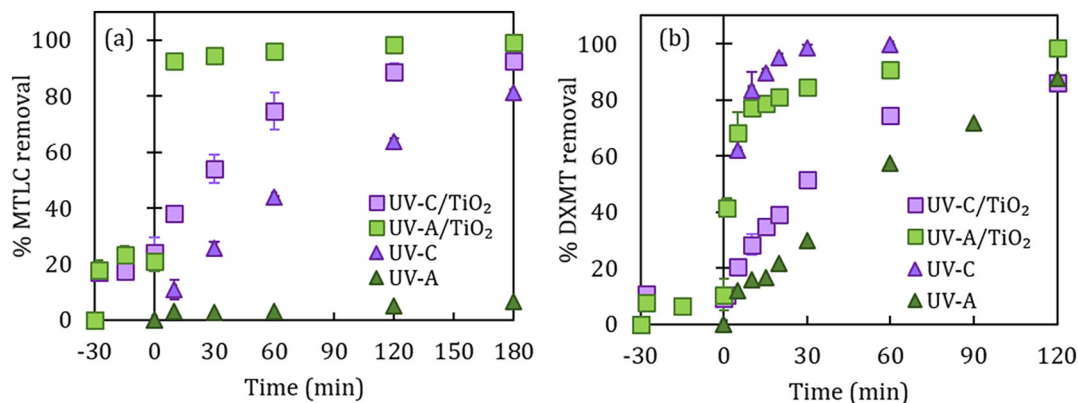 (a)
% MTLC removal
100
80
60
40
20
0
UV-C/TiO₂
UV-A/TiO₂
UV-C
UV-A
-30 0 30 60 90 120 150 180
Time (min)
(b)
% DXMT removal
100
80
60
40
20
0
UV-C/TiO₂
UV-A/TiO₂
UV-C
UV-A
-30 0 30 60 90 120
Time (min)